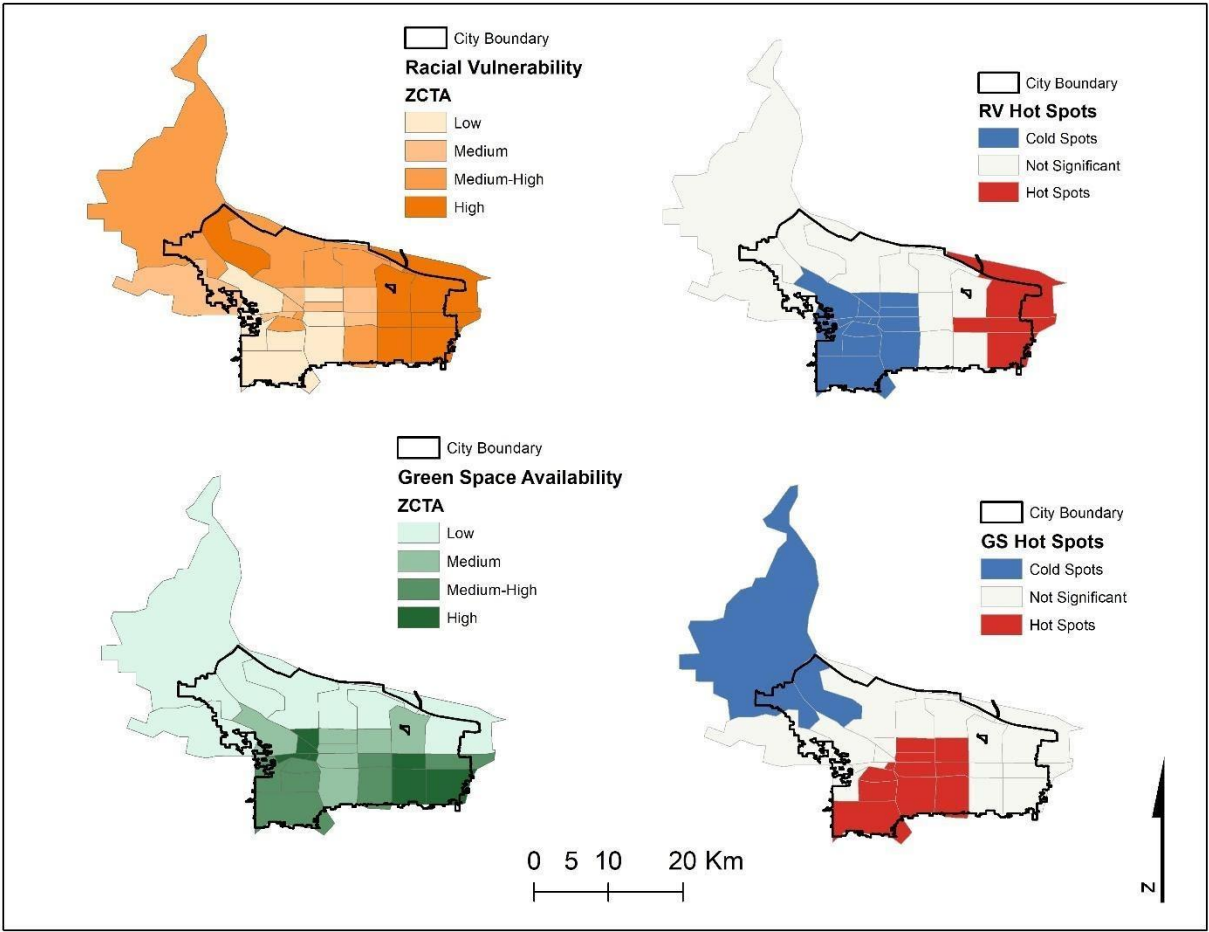 City Boundary
Racial Vulnerability
ZCTA
Low
Medium
Medium-High
High
City Boundary
RV Hot Spots
Cold Spots
Not Significant
Hot Spots
City Boundary
Green Space Availability
ZCTA
Low
Medium
Medium-High
High
City Boundary
GS Hot Spots
Cold Spots
Not Significant
Hot Spots
0 5 10 20 Km
N